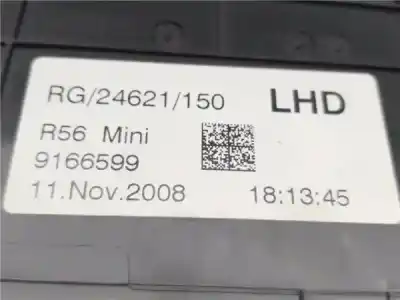 RG/24621/150 LHD
R56 Mini
9166599
11.Nov.2008 18:13:45